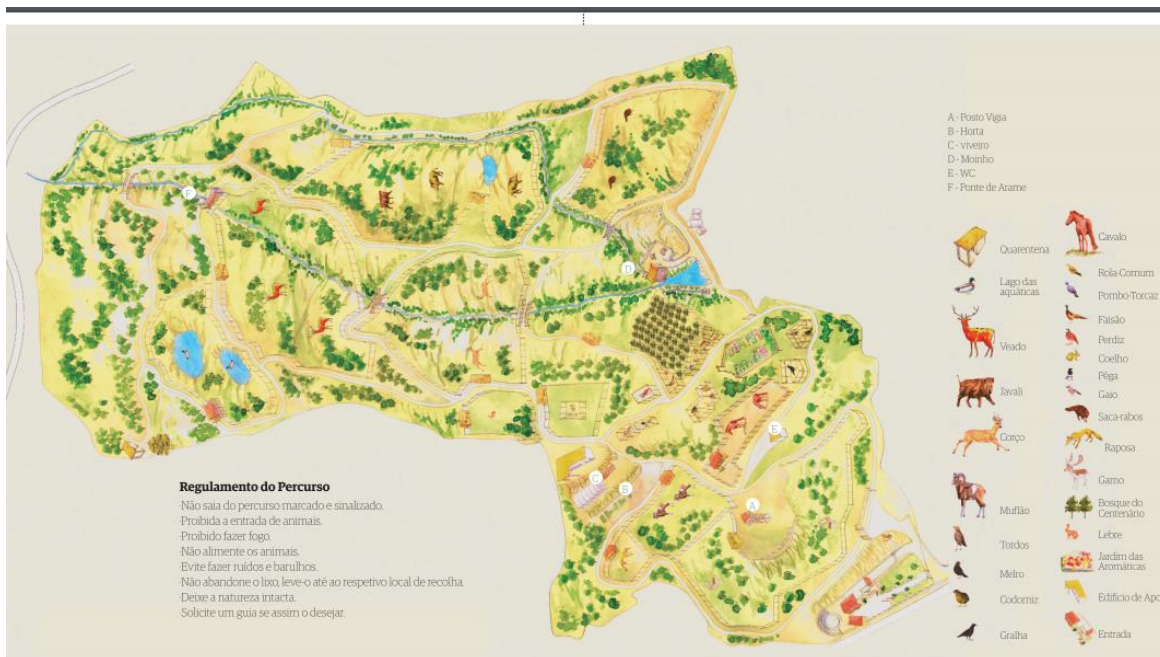 A - Posto Vigia
B - Horta
C - viveiro
D - Moinho
E - WC
F - Ponte de Arame
F
D
E
C
B
A
Quarentena
Lago das
aquáticas
Veado
Javali
Corço
Muflão
Tordos
Melro
Codorniz
Gralha
Cavalo
Rola-Comum
Pombo-Torcaz
Faisão
Perdiz
Coelho
Pêga
Gaio
Saca-rabos
Raposa
Gamo
Bosque do
Centenário
Lebre
Jardim das
Aromáticas
Edifício de Apo
Entrada
Regulamento do Percurso
·Não saia do percurso marcado e sinalizado.
·Proibida a entrada de animais.
·Proibido fazer fogo.
·Não alimente os animais.
·Evite fazer ruídos e barulhos.
·Não abandone o lixo, leve-o até ao respetivo local de recolha.
·Deixe a natureza intacta.
·Solicite um guia se assim o desejar.